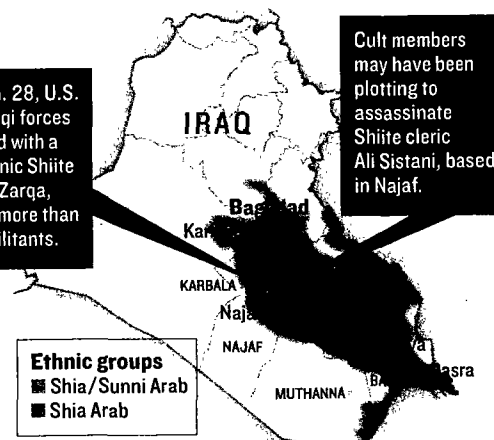 . 28, U.S.
qi forces
d with a
nic Shiite
Zarqa,
more than
ilitants.
Cult members
may have been
plotting to
assassinate
Shiite cleric
Ali Sistani, based
in Najaf.
IRAQ
KARBALA
NAJAF
MUTHANNA
Ethnic groups
Shia/Sunni Arab
Shia Arab